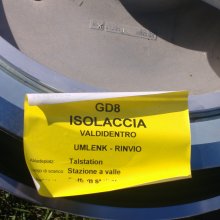 GD8
ISOLACCIA
VALDIDENTRO
UMLENK - RINVIO
Talstation
Stazione a valle